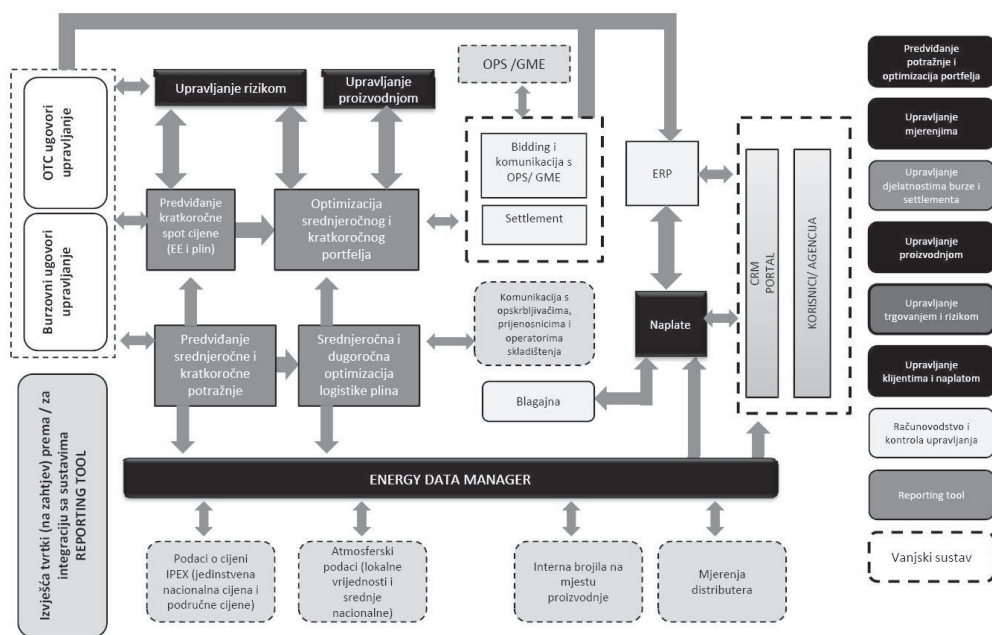 OTC ugovori
upravljanje
Burzovni ugovori
upravljanje
Izvješća tvrtki (na zahtjev) prema / za
integraciju sa sustavima
REPORTING TOOL
Upravljanje rizikom
Upravljanje
proizvodnjom
OPS /GME
Bidding i
komunikacija s
OPS/ GME
Settlement
Predviđanje
kratkoročne
spot cijene
(EE i plin)
Optimizacija
srednjeročnog i
kratkoročnog
portfelja
Predviđanje
srednjeročne i
kratkoročne
potražnje
Srednjeročna i
dugoročna
optimizacija
logistike plina
Komunikacija s
opskrbljivačima,
prijenosnicima i
operatorima
skladištenja
Blagajna
ERP
Naplate
CRM
PORTAL
KORISNICI/ AGENCIJA
ENERGY DATA MANAGER
Podaci o cijeni
IPEX (jedinstvena
nacionalna cijena i
područne cijene)
Atmosferski
podaci (lokalne
vrijednosti i
srednje
nacionalne)
Interna brojila na
mjestu
proizvodnje
Mjerenja
distributera
Predviđanje
potražnje i
optimizacija portfelja
Upravljanje
mjerenjima
Upravljanje
djelatnostima burze i
settlementa
Upravljanje
proizvodnjom
Upravljanje
trgovanjem i rizikom
Upravljanje
klijentima i naplatom
Računovodstvo i
kontrola upravljanja
Reporting tool
Vanjski sustav